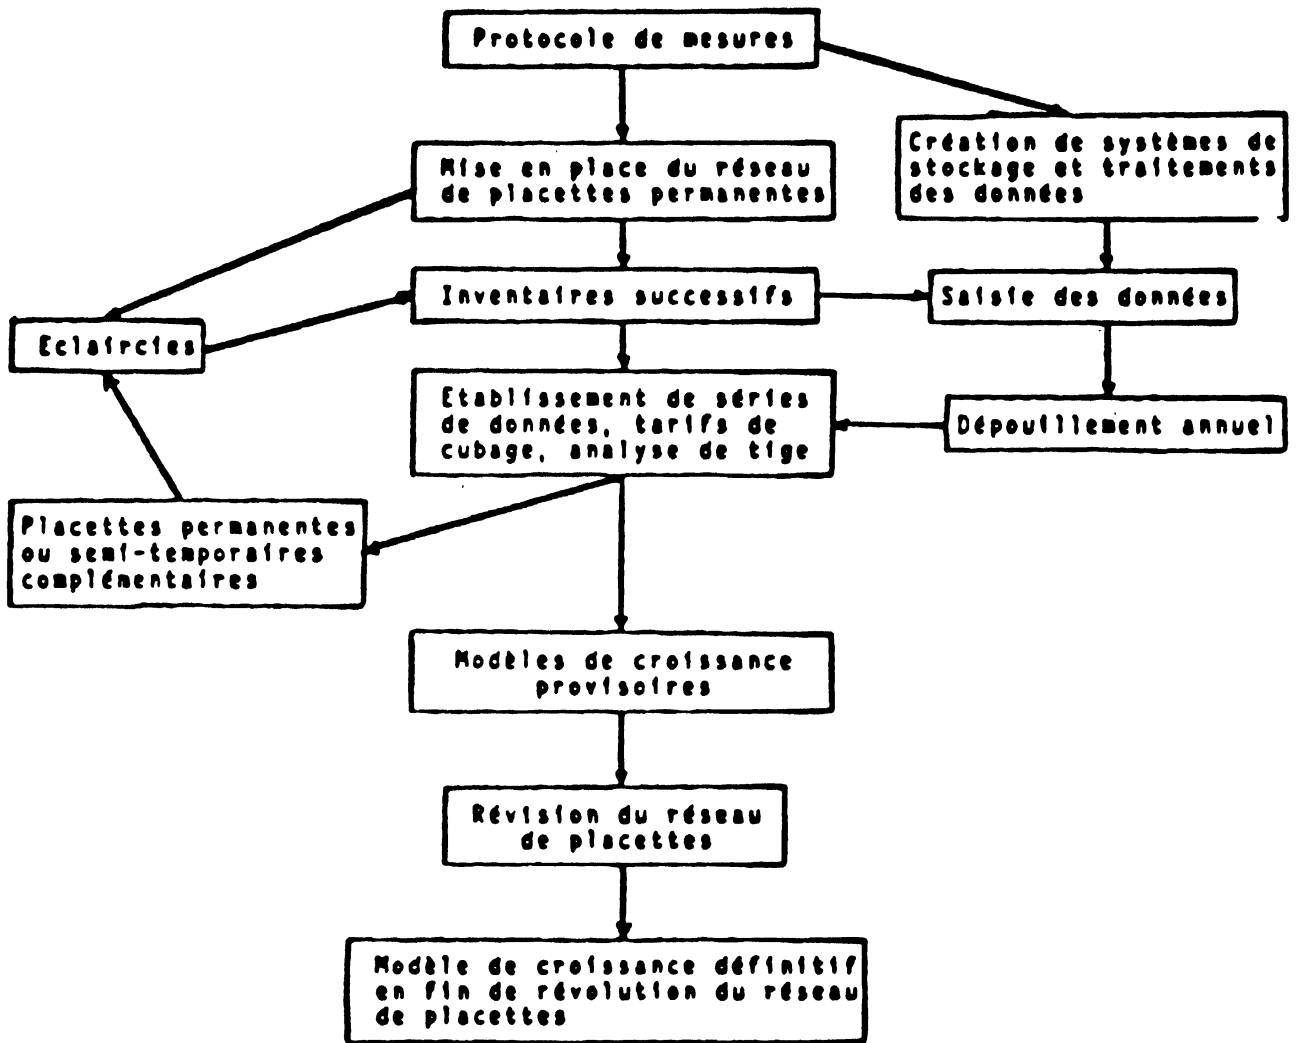 Protocole de mesures
Création de systèmes de
stockage et traitements
des données
Mise en place du réseau
de placettes permanentes
Inventaires successifs
Saisie des données
Eclaircies
Etablissement de séries
de données, tarifs de
cubage, analyse de tige
Dépouillement annuel
Placettes permanentes
ou semi-temporaires
complémentaires
Modèles de croissance
provisoires
Révision du réseau
de placettes
Modèle de croissance définitif
en fin de révolution du réseau
de placettes